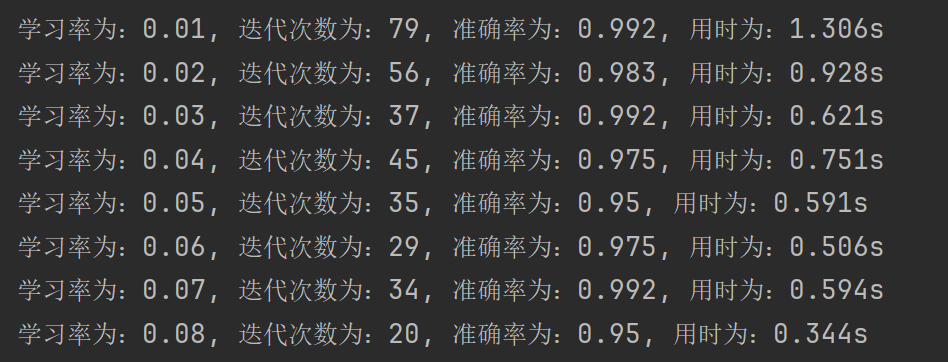 学习率为：0.01, 迭代次数为：79, 准确率为：0.992, 用时为：1.306s
学习率为：0.02, 迭代次数为：56, 准确率为：0.983, 用时为：0.928s
学习率为：0.03, 迭代次数为：37, 准确率为：0.992, 用时为：0.621s
学习率为：0.04, 迭代次数为：45, 准确率为：0.975, 用时为：0.751s
学习率为：0.05, 迭代次数为：35, 准确率为：0.95, 用时为：0.591s
学习率为：0.06, 迭代次数为：29, 准确率为：0.975, 用时为：0.506s
学习率为：0.07, 迭代次数为：34, 准确率为：0.992, 用时为：0.594s
学习率为：0.08, 迭代次数为：20, 准确率为：0.95, 用时为：0.344s